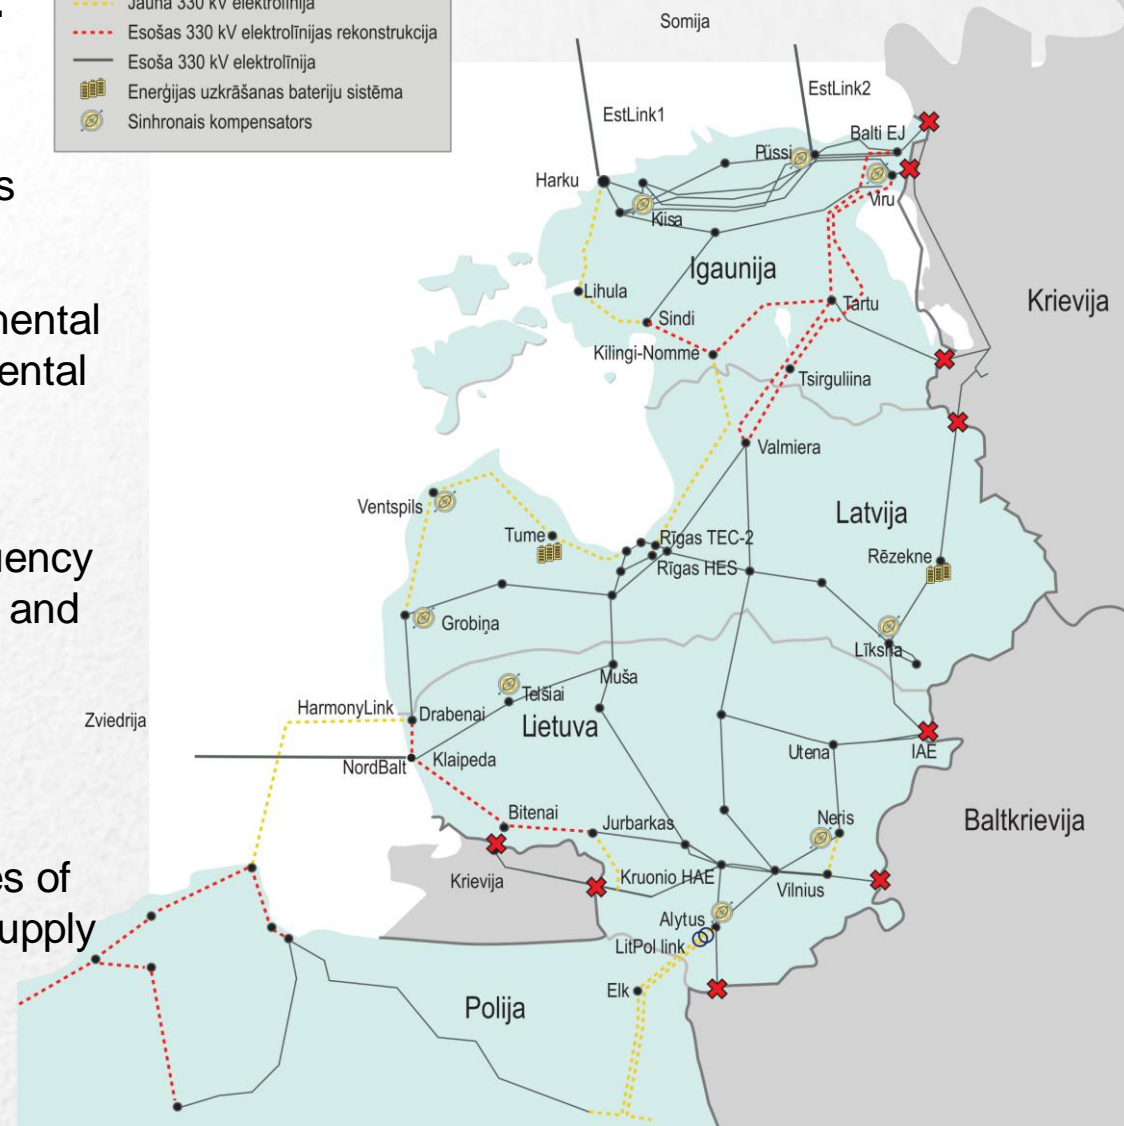 Jauna 330 kV elektrolīnija
Esošas 330 kV elektrolīnijas rekonstrukcija
Esoša 330 kV elektrolīnija
Enerģijas uzkrāšanas bateriju sistēma
Sinhronais kompensators
s
nental
ental
uency
and
es of
supply
Somija
EstLink1
EstLink2
Balti EJ
Püssi
Harku
Viru
Kiisa
Igaunija
Lihula
Sindi
Tartu
Krievija
Kilingi-Nomme
Tsirguliina
Valmiera
Ventspils
Latvija
Tume
Rīgas TEC-2
Rēzekne
Rīgas HES
Grobiņa
Līksna
Muša
Telšiai
HarmonyLink
Drabenai
Zviedrija
Lietuva
Utena
IAE
NordBalt
Klaipeda
Bitenai
Jurbarkas
Neris
Baltkrievija
Krievija
Kruonio HAE
Vilnius
Alytus
LitPol link
Elk
Polija